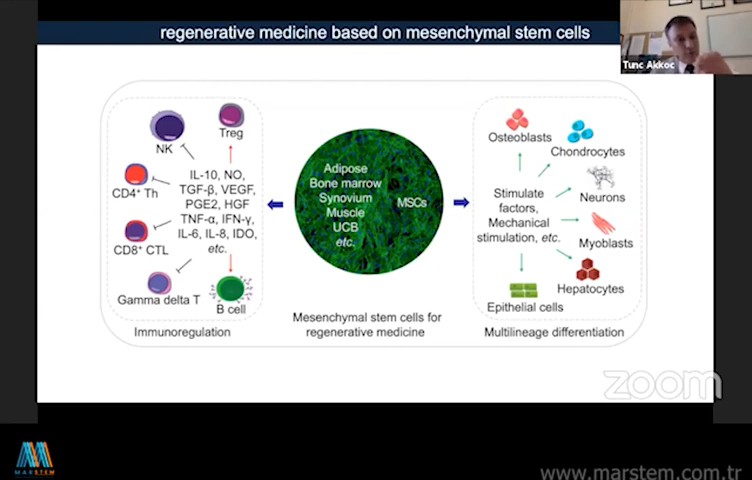 regenerative medicine based on mesenchymal stem cells
Tunc Akkoc
NK
Treg
CD4⁺ Th
CD8⁺ CTL
Gamma delta T
B cell
IL-10, NO,
TGF-β, VEGF,
PGE2, HGF
TNF-α, IFN-γ,
IL-6, IL-8, IDO,
etc.
Immunoregulation
Adipose
Bone marrow
Synovium
Muscle
UCB
etc.
MSCs
Mesenchymal stem cells for
regenerative medicine
Osteoblasts
Chondrocytes
Neurons
Myoblasts
Hepatocytes
Epithelial cells
Stimulate
factors,
Mechanical
stimulation, etc.
Multilineage differentiation
zoom
MARSTEM
www.marstem.com.tr